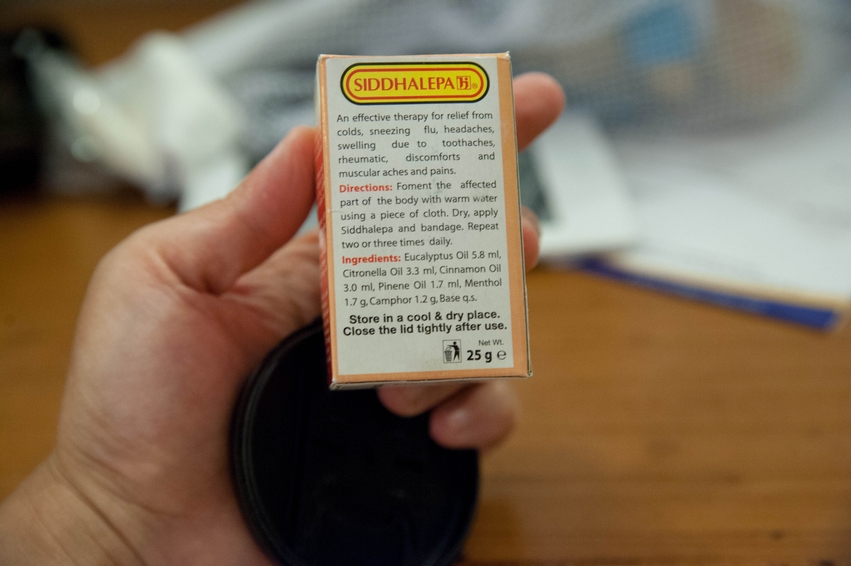 SIDDHALEPA
An effective therapy for relief from
colds, sneezing flu, headaches,
swelling due to toothaches,
rheumatic, discomforts and
muscular aches and pains.
Directions: Foment the affected
part of the body with warm water
using a piece of cloth. Dry, apply
Siddhalepa and bandage. Repeat
two or three times daily.
Ingredients: Eucalyptus Oil 5.8 ml,
Citronella Oil 3.3 ml, Cinnamon Oil
3.0 ml, Pinene Oil 1.7 ml, Menthol
1.7 g, Camphor 1.2 g, Base q.s.
Store in a cool & dry place.
Close the lid tightly after use.
Net Wt.
25 g ℮